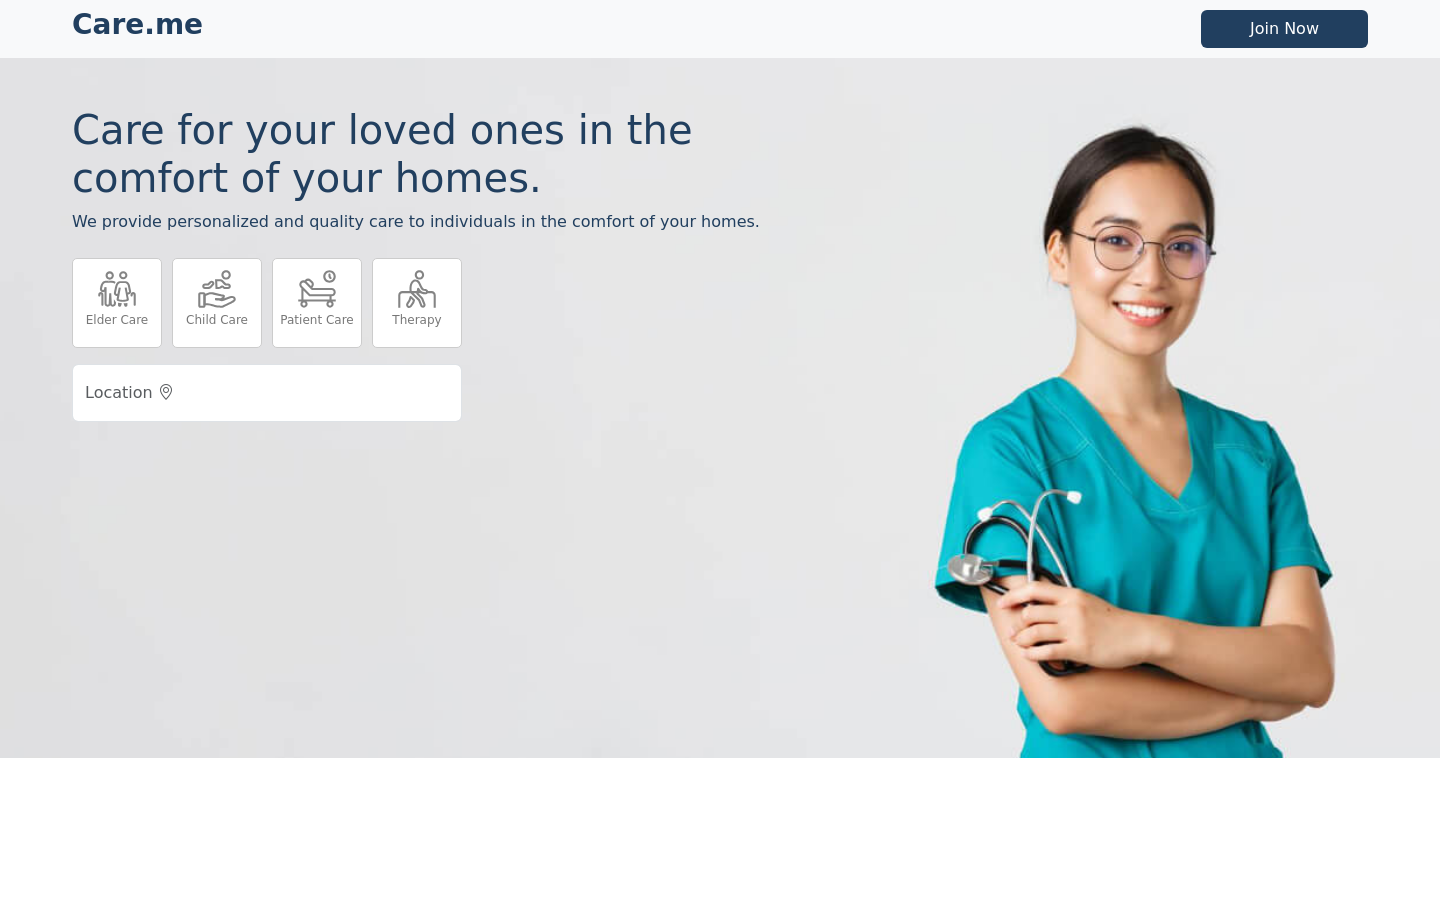 Care.me
Join Now
Care for your loved ones in the
comfort of your homes.
We provide personalized and quality care to individuals in the comfort of your homes.
Elder Care
Child Care
Patient Care
Therapy
Location